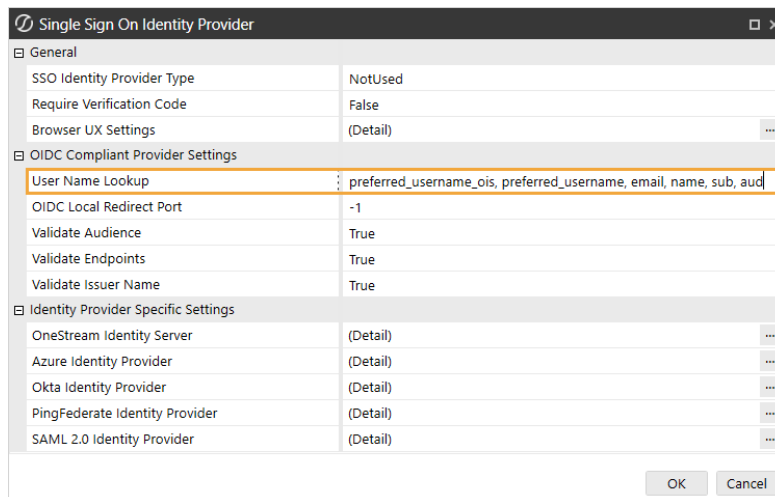 Single Sign On Identity Provider
General
SSO Identity Provider Type NotUsed
Require Verification Code False
Browser UX Settings (Detail) ...
OIDC Compliant Provider Settings
User Name Lookup preferred_username_ois, preferred_username, email, name, sub, aud
OIDC Local Redirect Port -1
Validate Audience True
Validate Endpoints True
Validate Issuer Name True
Identity Provider Specific Settings
OneStream Identity Server (Detail) ...
Azure Identity Provider (Detail) ...
Okta Identity Provider (Detail) ...
PingFederate Identity Provider (Detail) ...
SAML 2.0 Identity Provider (Detail) ...
OK Cancel